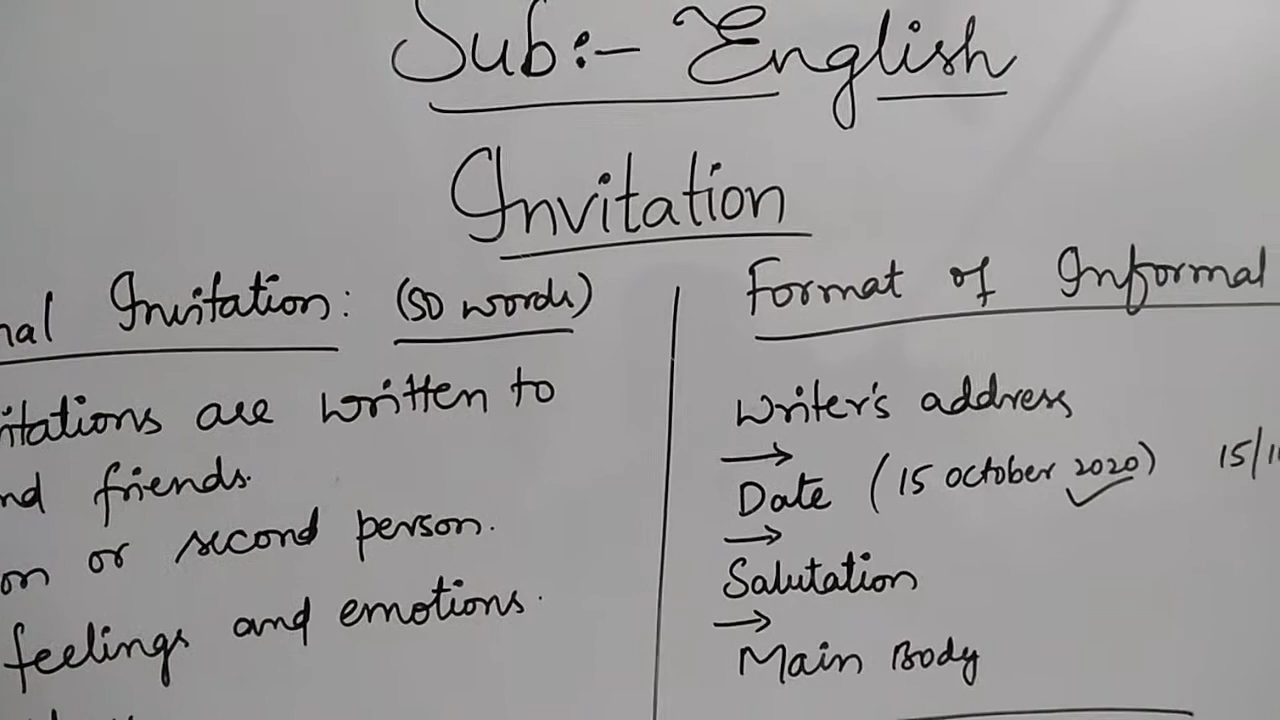 Sub:- English
Invitation
nal Invitation: (50 words)
itations are written to
nd friends.
on or second person.
feelings and emotions.
Format of Informal
Writer's address
Date (15 October 2020) 15/1
Salutation
Main Body